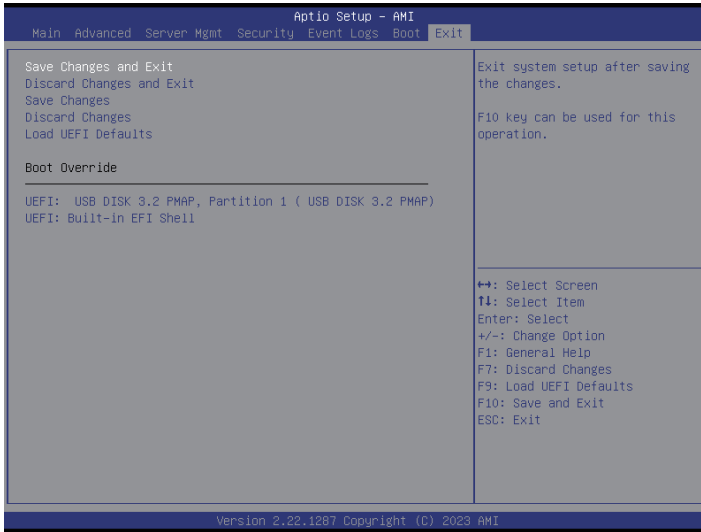 Aptio Setup – AMI
Main Advanced Server Mgmt Security Event Logs Boot Exit
Save Changes and Exit
Discard Changes and Exit
Save Changes
Discard Changes
Load UEFI Defaults
Boot Override
UEFI: USB DISK 3.2 PMAP, Partition 1 ( USB DISK 3.2 PMAP)
UEFI: Built-in EFI Shell
Exit system setup after saving
the changes.
F10 key can be used for this
operation.
↔: Select Screen
↑↓: Select Item
Enter: Select
+/-: Change Option
F1: General Help
F7: Discard Changes
F9: Load UEFI Defaults
F10: Save and Exit
ESC: Exit
Version 2.22.1287 Copyright (C) 2023 AMI